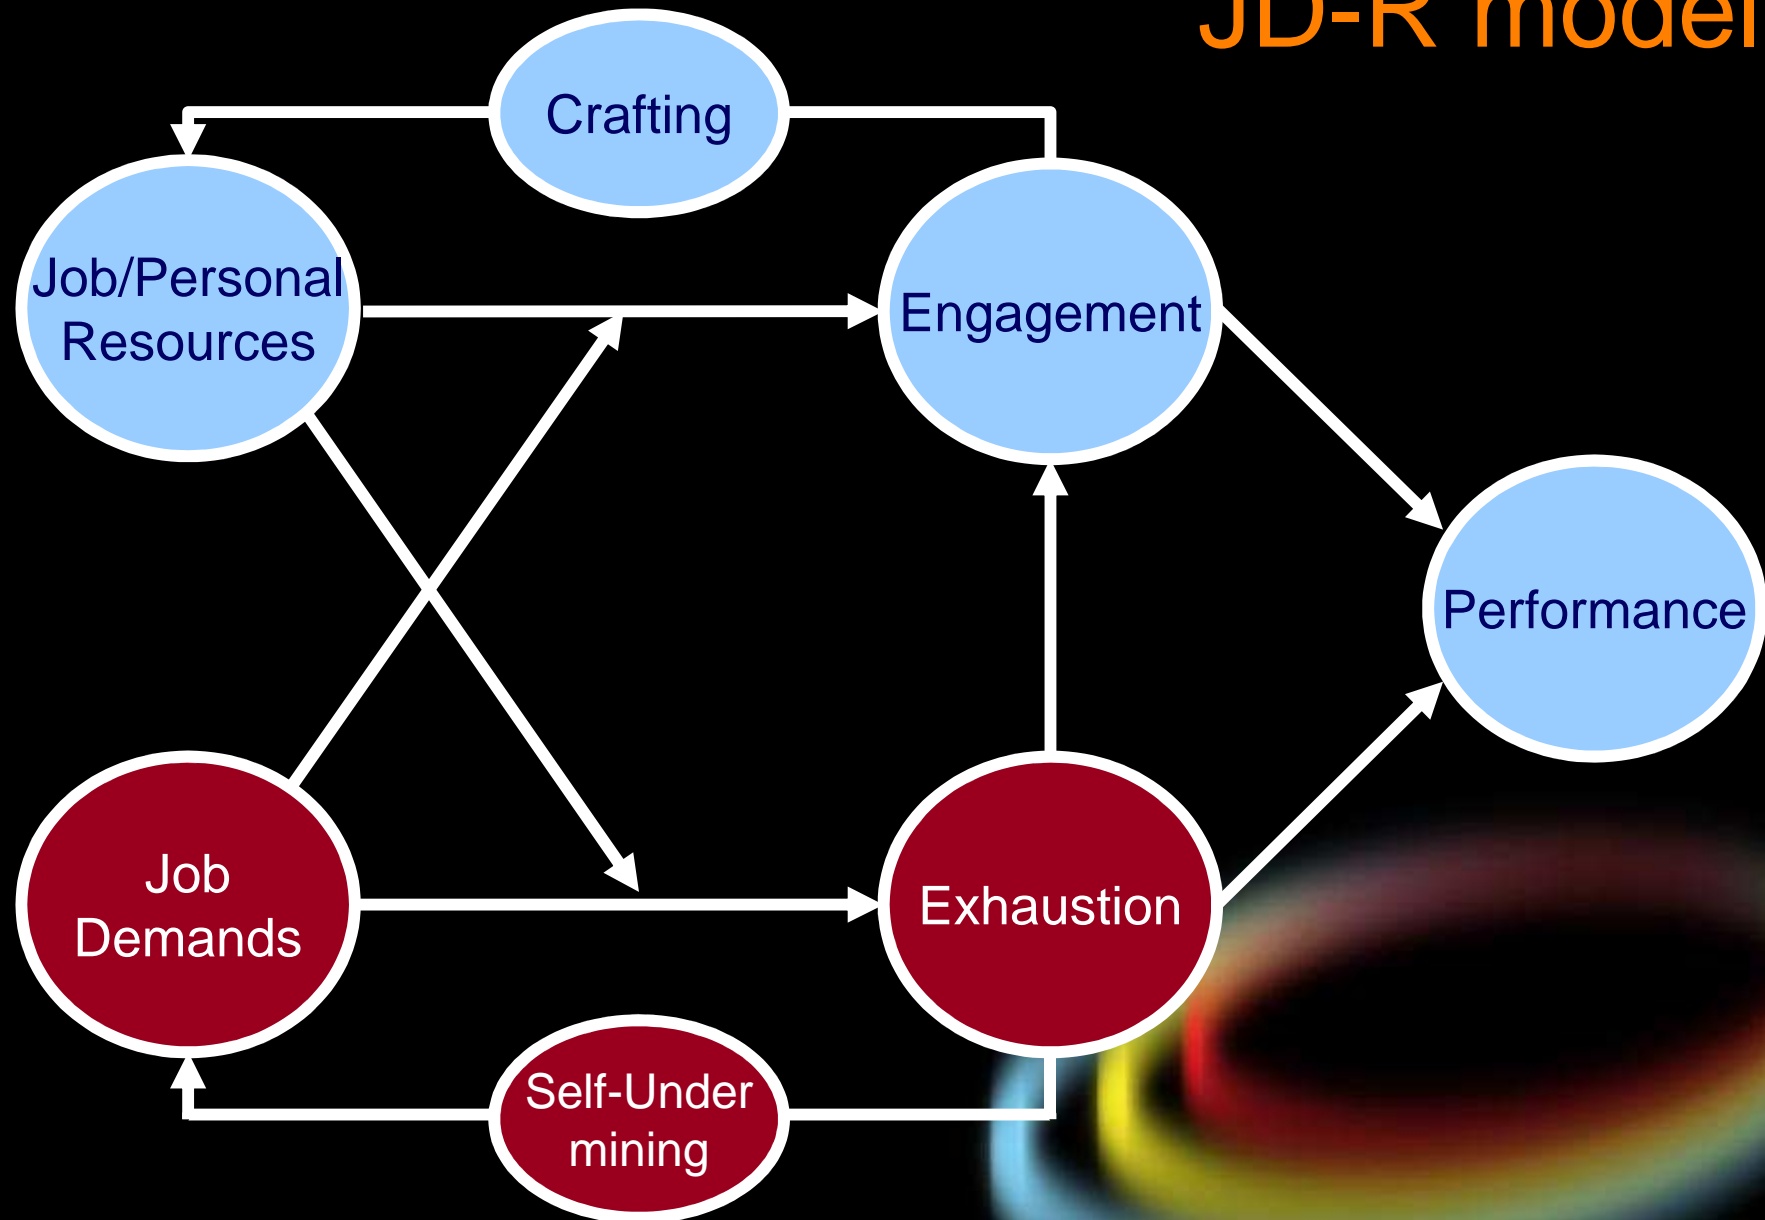 JD-R model
Crafting
Job/Personal
Resources
Engagement
Performance
Job
Demands
Exhaustion
Self-Under
mining